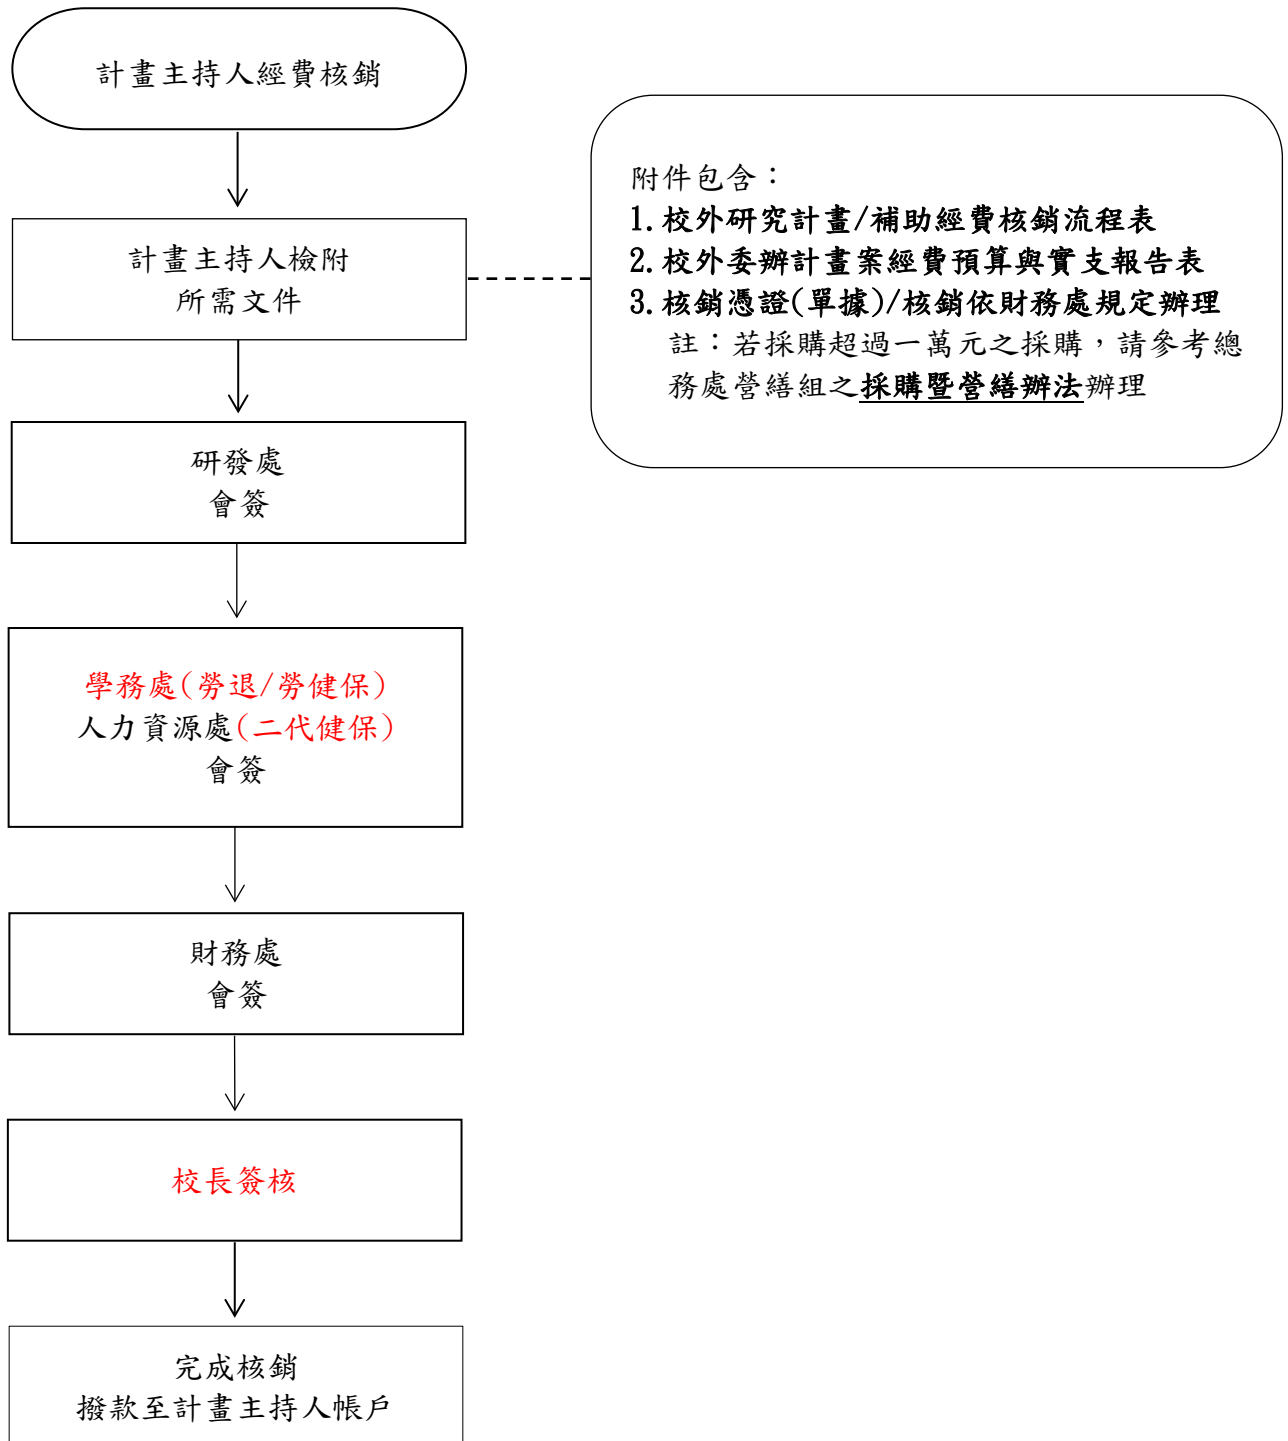 計畫主持人經費核銷
計畫主持人檢附
所需文件
附件包含：
1.校外研究計畫/補助經費核銷流程表
2.校外委辦計畫案經費預算與實支報告表
3.核銷憑證(單據)/核銷依財務處規定辦理
註：若採購超過一萬元之採購，請參考總
務處營繕組之採購暨營繕辦法辦理
研發處
會簽
學務處(勞退/勞健保)
人力資源處(二代健保)
會簽
財務處
會簽
校長簽核
完成核銷
撥款至計畫主持人帳戶